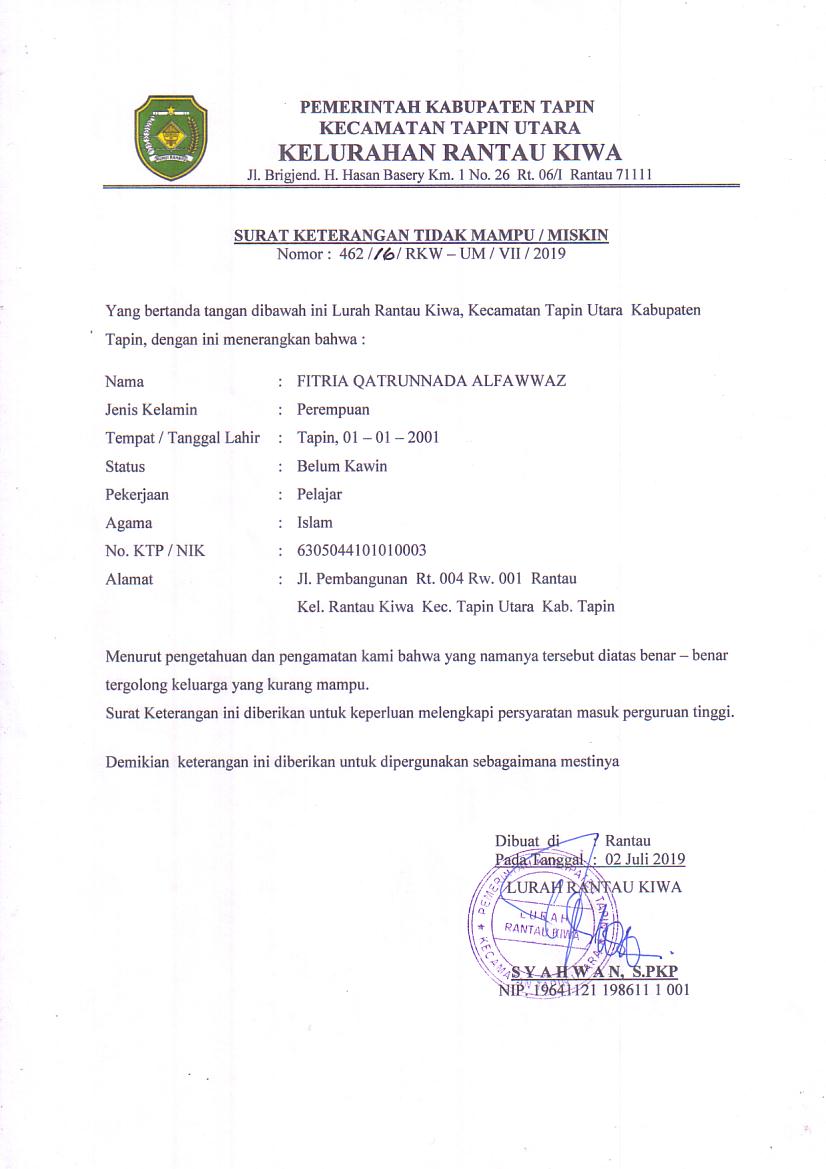 PEMERINTAH KABUPATEN TAPIN
KECAMATAN TAPIN UTARA
KELURAHAN RANTAU KIWA
Jl. Brigjend. H. Hasan Basery Km. 1 No. 26 Rt. 06/I Rantau 71111
SURAT KETERANGAN TIDAK MAMPU / MISKIN
Nomor : 462 /16/ RKW – UM / VII / 2019
Yang bertanda tangan dibawah ini Lurah Rantau Kiwa, Kecamatan Tapin Utara Kabupaten
Tapin, dengan ini menerangkan bahwa :
Nama : FITRIA QATRUNNADA ALFAWWAZ
Jenis Kelamin : Perempuan
Tempat / Tanggal Lahir : Tapin, 01 – 01 – 2001
Status : Belum Kawin
Pekerjaan : Pelajar
Agama : Islam
No. KTP / NIK : 6305044101010003
Alamat : Jl. Pembangunan Rt. 004 Rw. 001 Rantau
Kel. Rantau Kiwa Kec. Tapin Utara Kab. Tapin
Menurut pengetahuan dan pengamatan kami bahwa yang namanya tersebut diatas benar – benar
tergolong keluarga yang kurang mampu.
Surat Keterangan ini diberikan untuk keperluan melengkapi persyaratan masuk perguruan tinggi.
Demikian keterangan ini diberikan untuk dipergunakan sebagaimana mestinya
Dibuat di : Rantau
Pada Tanggal : 02 Juli 2019
LURAH RANTAU KIWA
LURAH
RANTAU KIWA
S Y A H W A N, S.PKP
NIP. 19641121 198611 1 001